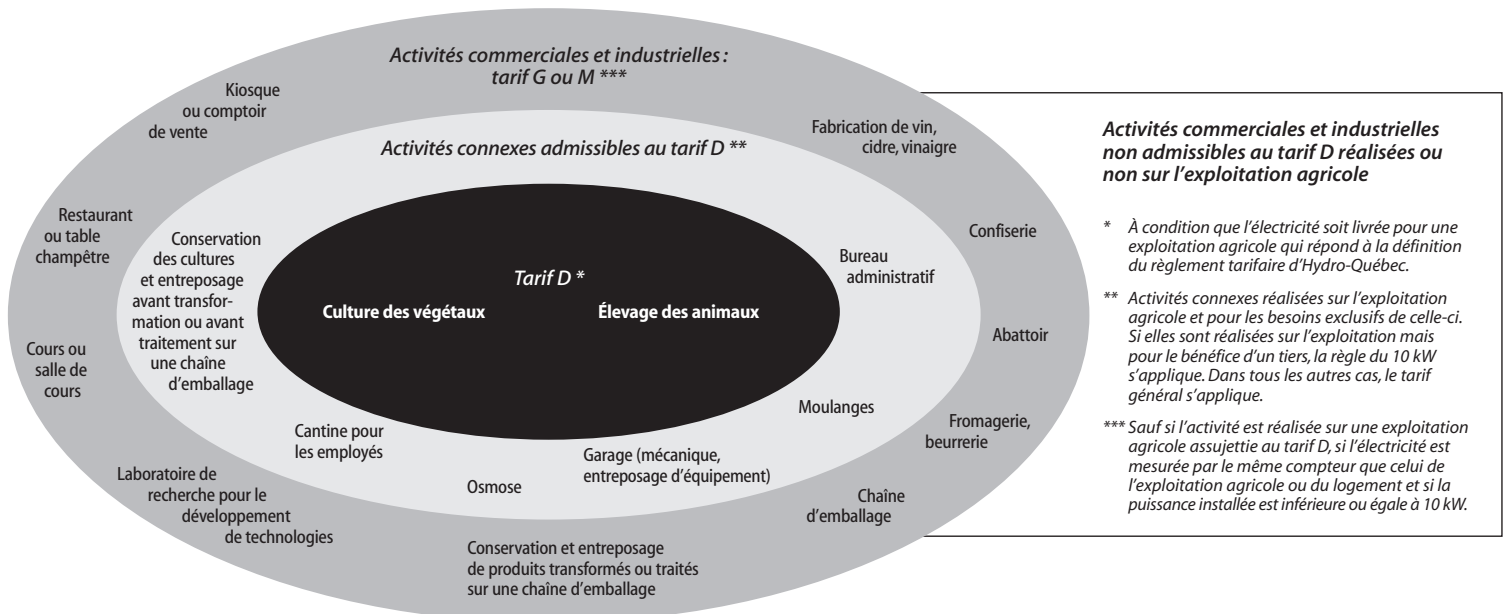 Activités commerciales et industrielles :
tarif G ou M ***
Kiosque
ou comptoir
de vente
Fabrication de vin,
cidre, vinaigre
Activités connexes admissibles au tarif D **
Restaurant
ou table
champêtre
Confiserie
Conservation
des cultures
et entreposage
avant transfor-
mation ou avant
traitement sur
une chaîne
d'emballage
Bureau
administratif
Tarif D *
Culture des végétaux
Élevage des animaux
Cours ou
salle de
cours
Abattoir
Moulanges
Cantine pour
les employés
Garage (mécanique,
entreposage d'équipement)
Osmose
Fromagerie,
beurrerie
Laboratoire de
recherche pour le
développement
de technologies
Chaîne
d'emballage
Conservation et entreposage
de produits transformés ou traités
sur une chaîne d'emballage
Activités commerciales et industrielles
non admissibles au tarif D réalisées ou
non sur l'exploitation agricole
* À condition que l'électricité soit livrée pour une
exploitation agricole qui répond à la définition
du règlement tarifaire d'Hydro-Québec.
** Activités connexes réalisées sur l'exploitation
agricole et pour les besoins exclusifs de celle-ci.
Si elles sont réalisées sur l'exploitation mais
pour le bénéfice d'un tiers, la règle du 10 kW
s'applique. Dans tous les autres cas, le tarif
général s'applique.
*** Sauf si l'activité est réalisée sur une exploitation
agricole assujettie au tarif D, si l'électricité est
mesurée par le même compteur que celui de
l'exploitation agricole ou du logement et si la
puissance installée est inférieure ou égale à 10 kW.